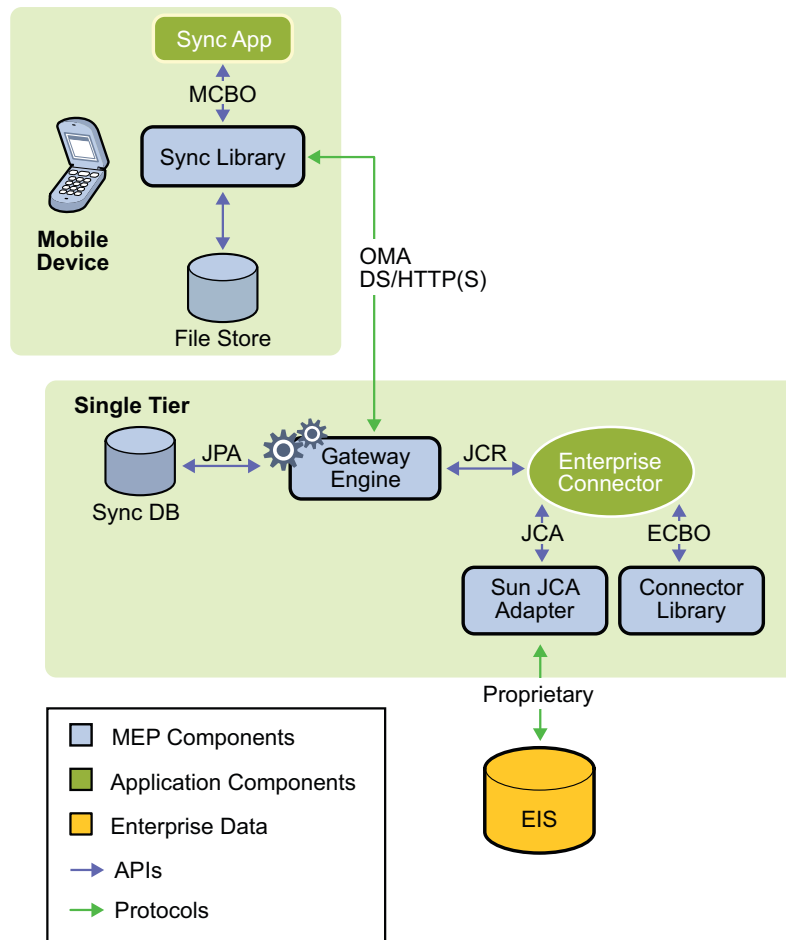 Sync App
MCBO
Sync Library
Mobile
Device
File Store
OMA
DS/HTTP(S)
Single Tier
Sync DB
JPA
Gateway
Engine
JCR
Enterprise
Connector
JCA
ECBO
Sun JCA
Adapter
Connector
Library
Proprietary
EIS
MEP Components
Application Components
Enterprise Data
APIs
Protocols